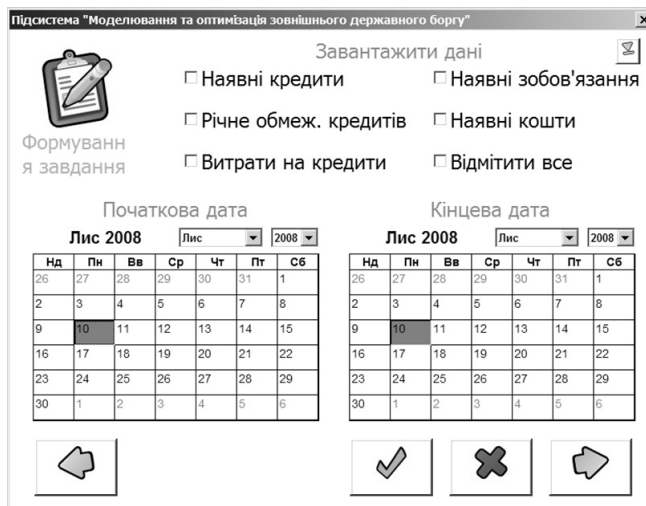 Підсистема "Моделювання та оптимізація зовнішнього державного боргу"
Завантажити дані
Наявні кредити
Наявні зобов'язання
Річне обмеж. кредитів
Наявні кошти
Витрати на кредити
Відмітити все
Формуванн
я завдання
Початкова дата
Лис 2008 Лис 2008
Нд Пн Вв Ср Чт Пт Сб
26 27 28 29 30 31 1
2 3 4 5 6 7 8
9 10 11 12 13 14 15
16 17 18 19 20 21 22
23 24 25 26 27 28 29
30 1 2 3 4 5 6
Кінцева дата
Лис 2008 Лис 2008
Нд Пн Вв Ср Чт Пт Сб
26 27 28 29 30 31 1
2 3 4 5 6 7 8
9 10 11 12 13 14 15
16 17 18 19 20 21 22
23 24 25 26 27 28 29
30 1 2 3 4 5 6